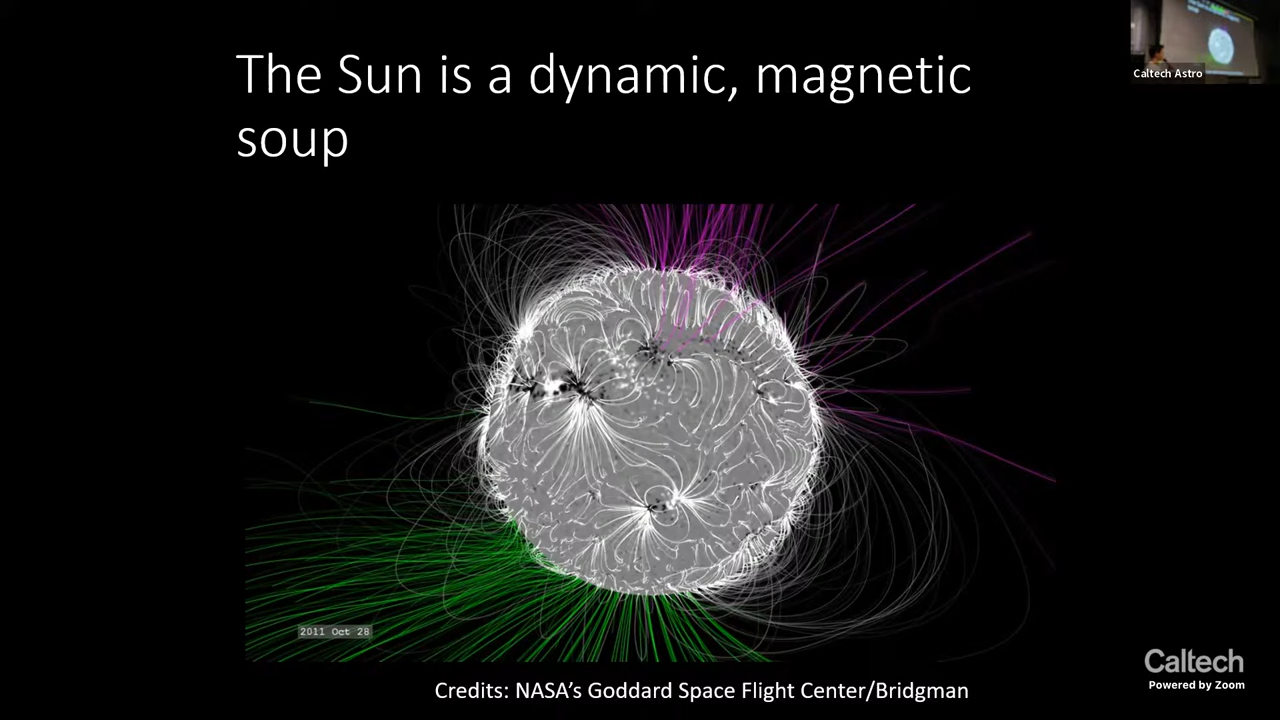 The Sun is a dynamic, magnetic
soup
Caltech Astro
2011 Oct 28
Credits: NASA's Goddard Space Flight Center/Bridgman
Caltech
Powered by Zoom